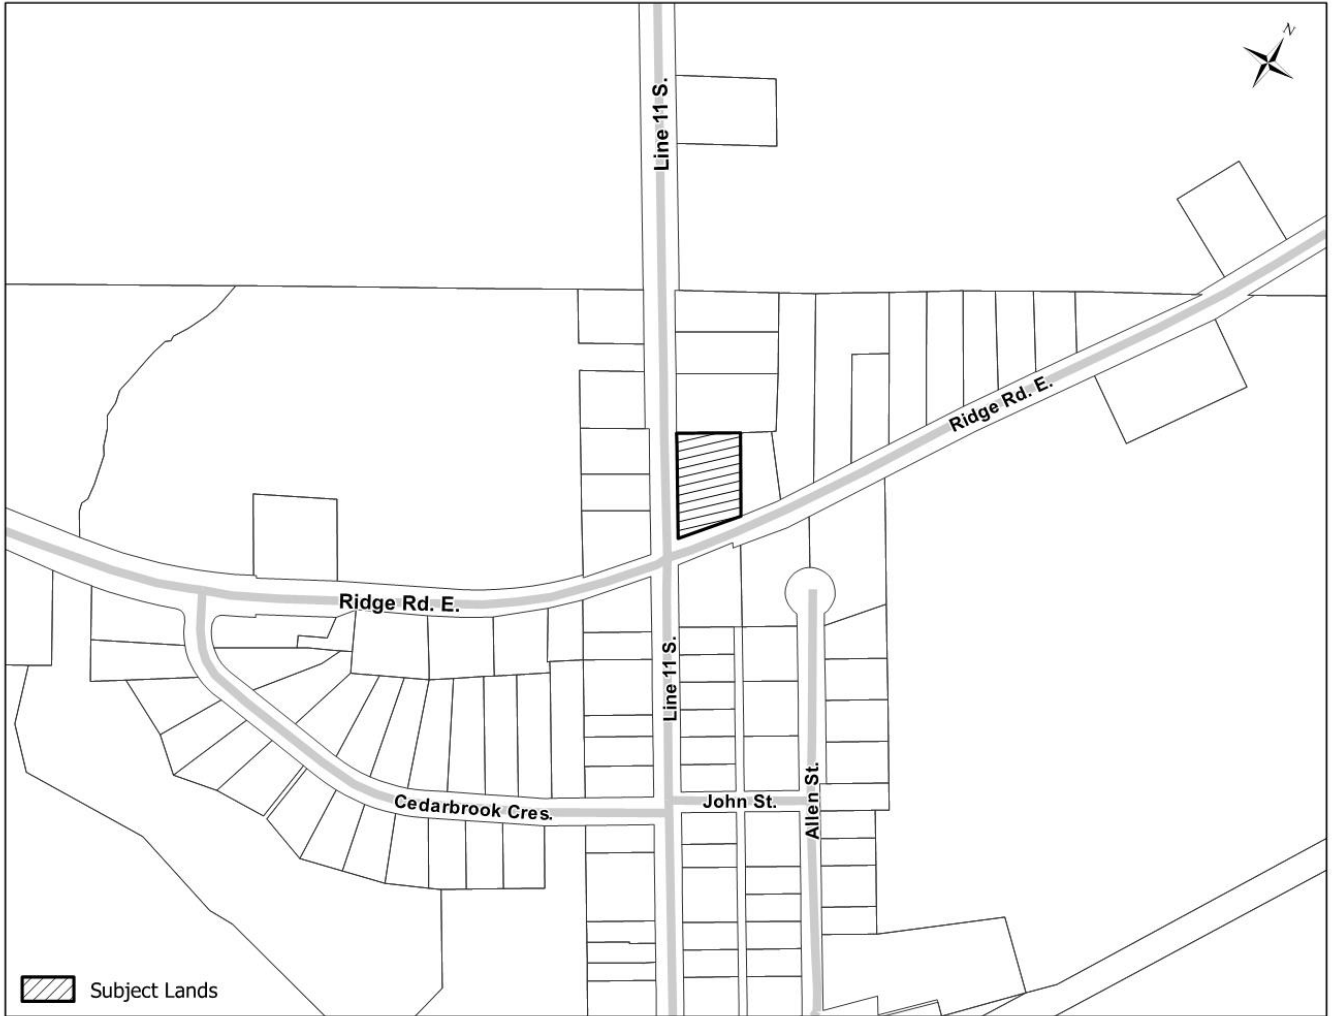 N
Line 11 S.
Ridge Rd. E.
Ridge Rd. E.
Line 11 S.
Cedarbrook Cres.
John St.
Allen St.
Subject Lands